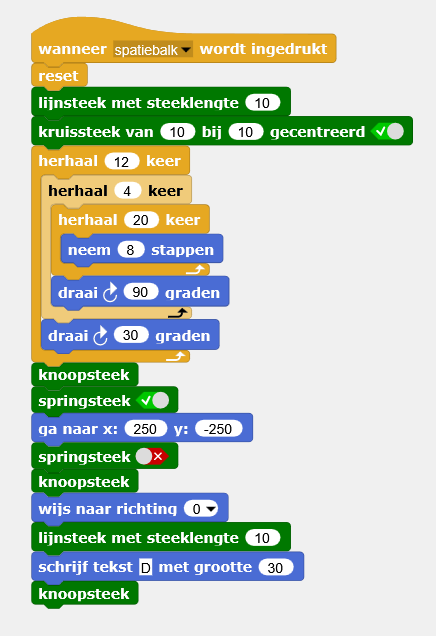 wanneer spatiebalk wordt ingedrukt
reset
lijnsteek met steeklengte 10
kruissteek van 10 bij 10 gecentreerd
herhaal 12 keer
herhaal 4 keer
herhaal 20 keer
neem 8 stappen
draai 90 graden
draai 30 graden
knoopsteek
springsteek
ga naar x: 250 y: -250
springsteek
knoopsteek
wijs naar richting 0
lijnsteek met steeklengte 10
schrijf tekst D met grootte 30
knoopsteek